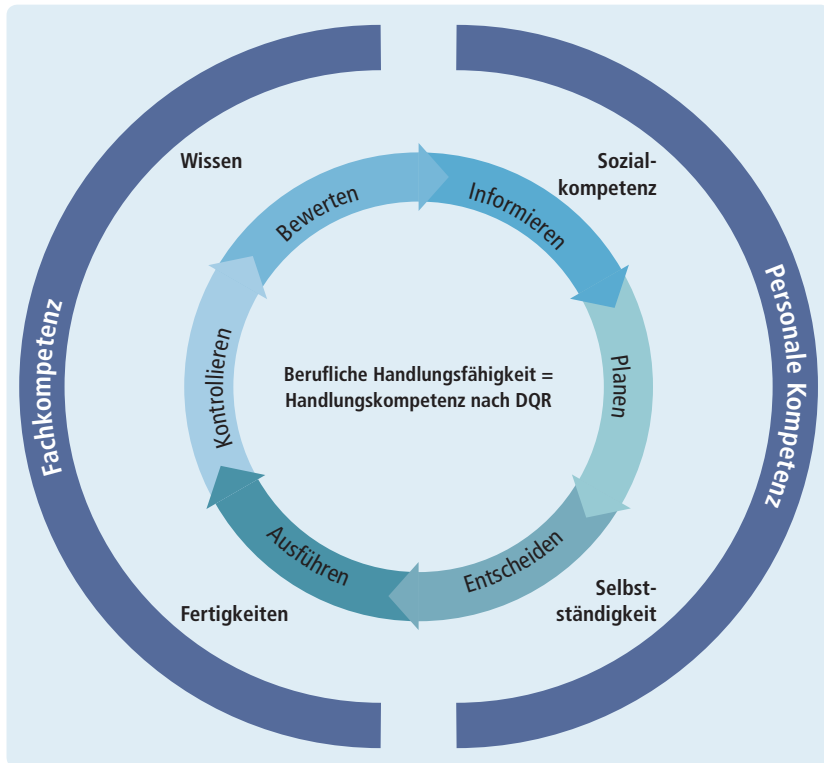 Wissen
Sozial-
kompetenz
Bewerten
Informieren
Fachkompetenz
Personale Kompetenz
Kontrollieren
Planen
Berufliche Handlungsfähigkeit =
Handlungskompetenz nach DQR
Ausführen
Entscheiden
Fertigkeiten
Selbst-
ständigkeit